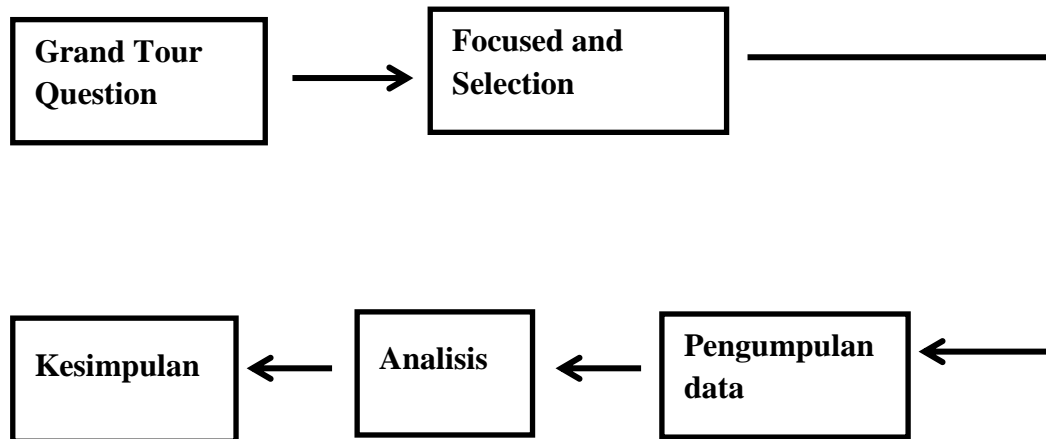 Grand Tour
Question
Focused and
Selection
Kesimpulan
Analisis
Pengumpulan
data